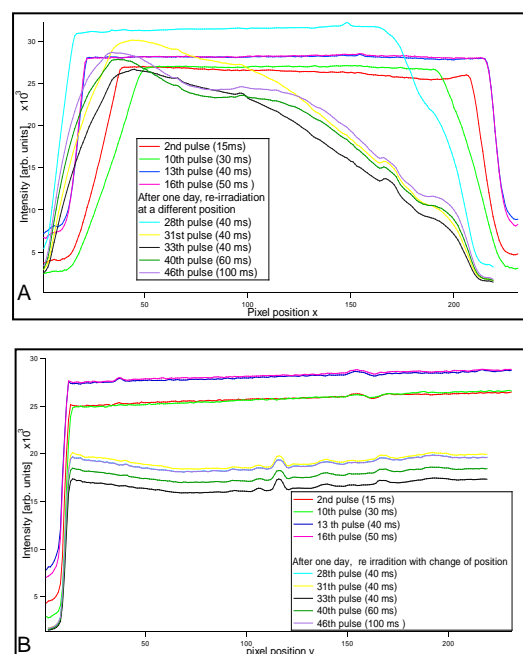 30
25
20
15
10
5
Intensity [arb. units] x10³
2nd pulse (15ms)
10th pulse (30 ms)
13th pulse (40 ms)
16th pulse (50 ms )
After one day, re-irradiation
at a different position
28th pulse (40 ms)
31st pulse (40 ms)
33th pulse (40 ms)
40th pulse (60 ms)
46th pulse (100 ms)
A
50
100
150
200
Pixel position x
30
25
20
15
10
5
Intensity [arb. units] x10³
2nd pulse (15 ms)
10th pulse (30 ms)
13 th pulse (40 ms)
16th pulse (50 ms)
After one day, re irradition with change of position
28th pulse (40 ms)
31th pulse (40 ms)
33th pulse (40 ms)
40th pulse (60 ms)
46th pulse (100 ms )
B
50
100
150
200
pixel position y